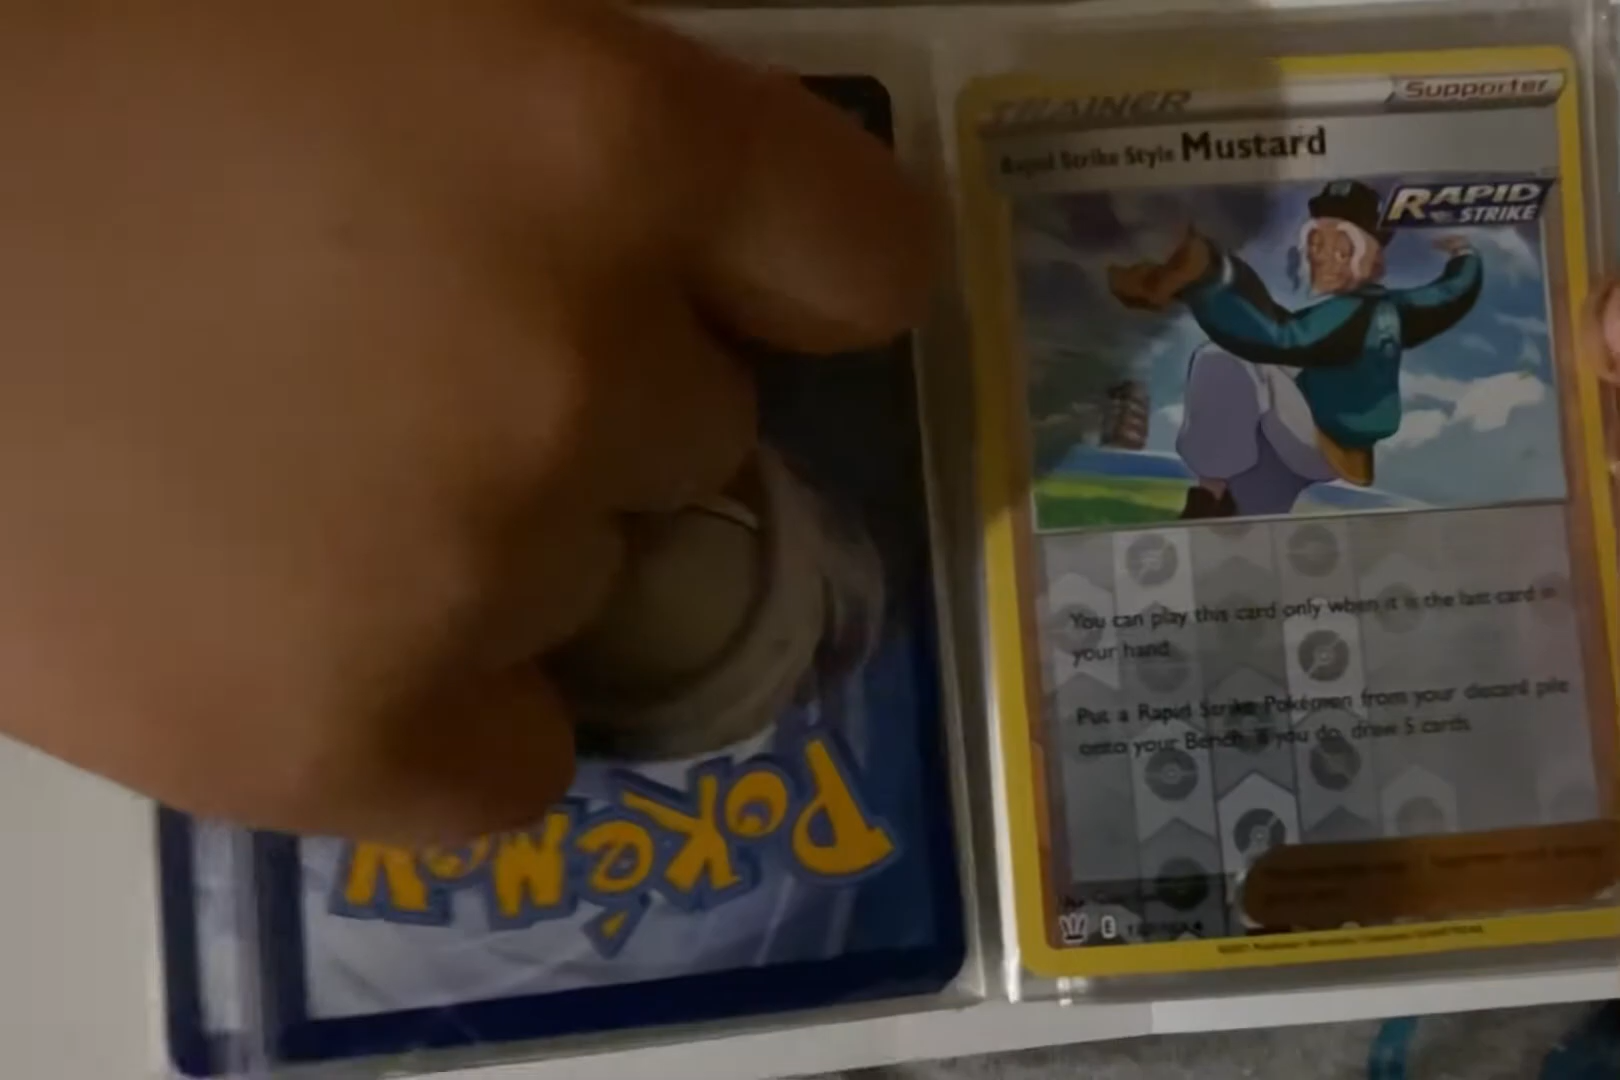 TRAINER
Supporter
Rapid Strike Style Mustard
RAPID
STRIKE
You can play this card only when it is the last card in
your hand.
Put a Rapid Strike Pokémon from your discard pile
onto your Bench. If you do, draw 5 cards.
E
POKéMON